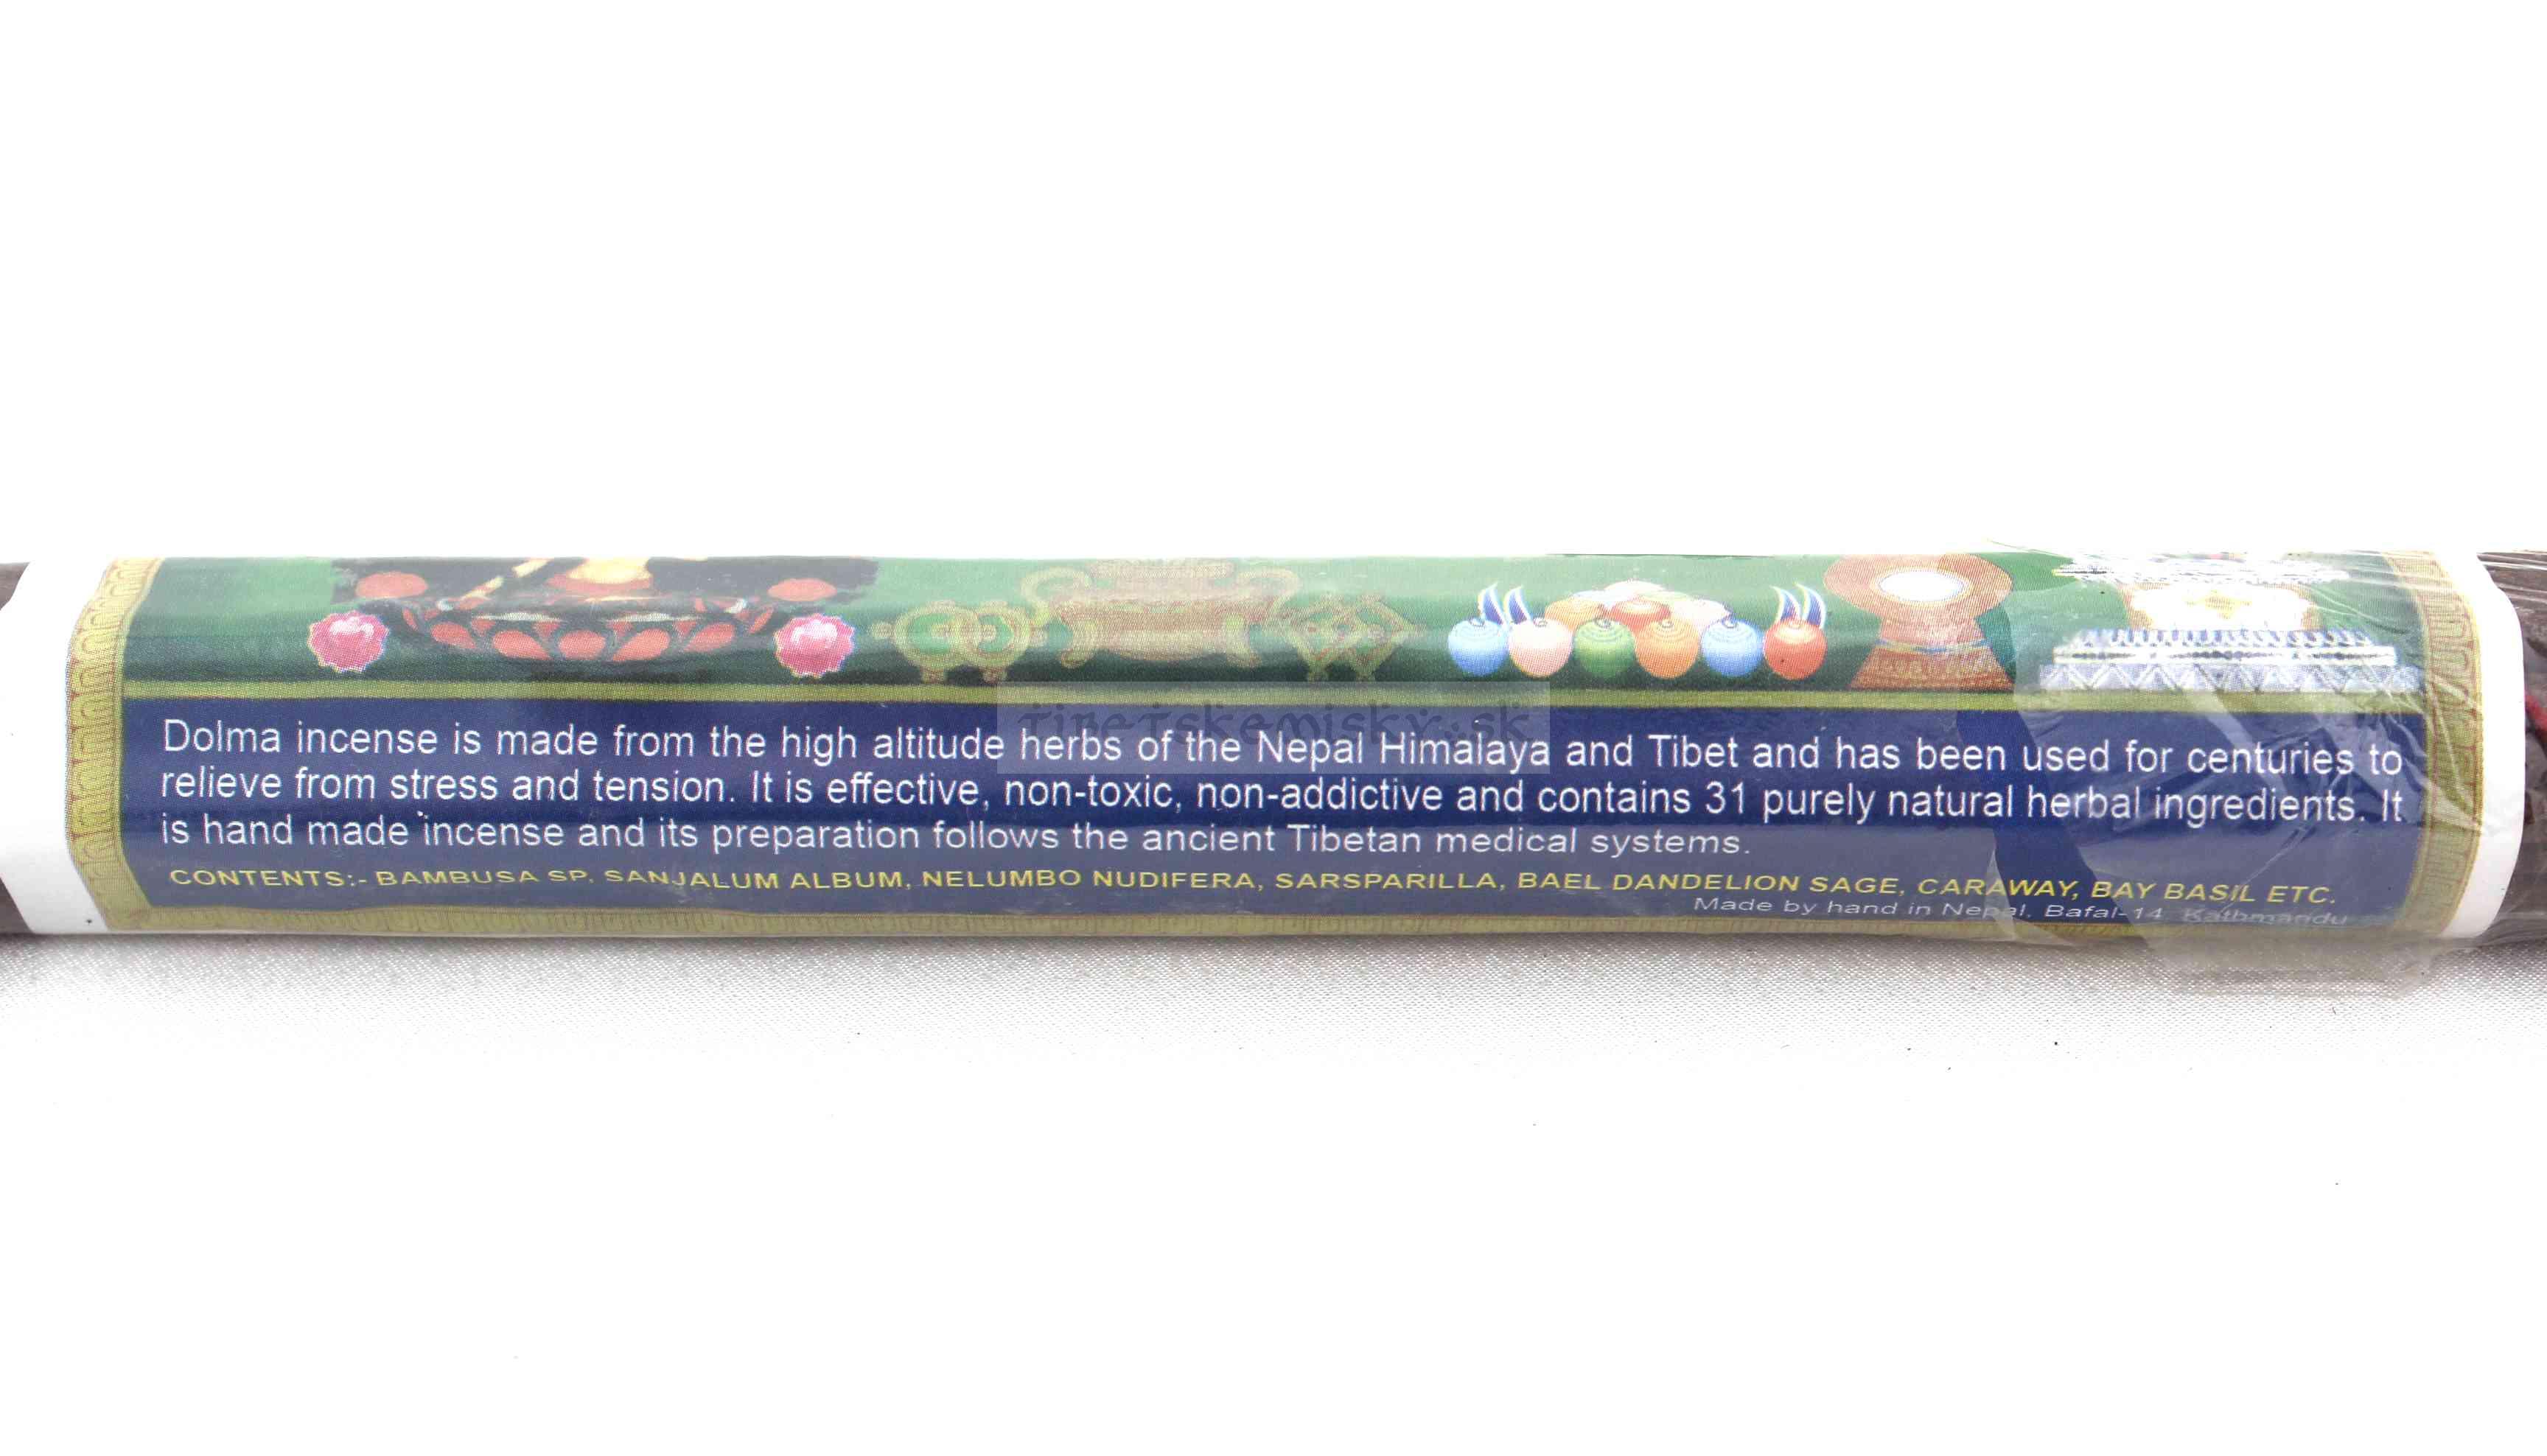 tibetskemisky.sk
Dolma incense is made from the high altitude herbs of the Nepal Himalaya and Tibet and has been used for centuries to
relieve from stress and tension. It is effective, non-toxic, non-addictive and contains 31 purely natural herbal ingredients. It
is hand made incense and its preparation follows the ancient Tibetan medical systems.
CONTENTS:- BAMBUSA SP. SANJALUM ALBUM, NELUMBO NUDIFERA, SARSPARILLA, BAEL DANDELION SAGE, CARAWAY, BAY BASIL ETC.
Made by hand in Nepal, Bafal-14, Kathmandu